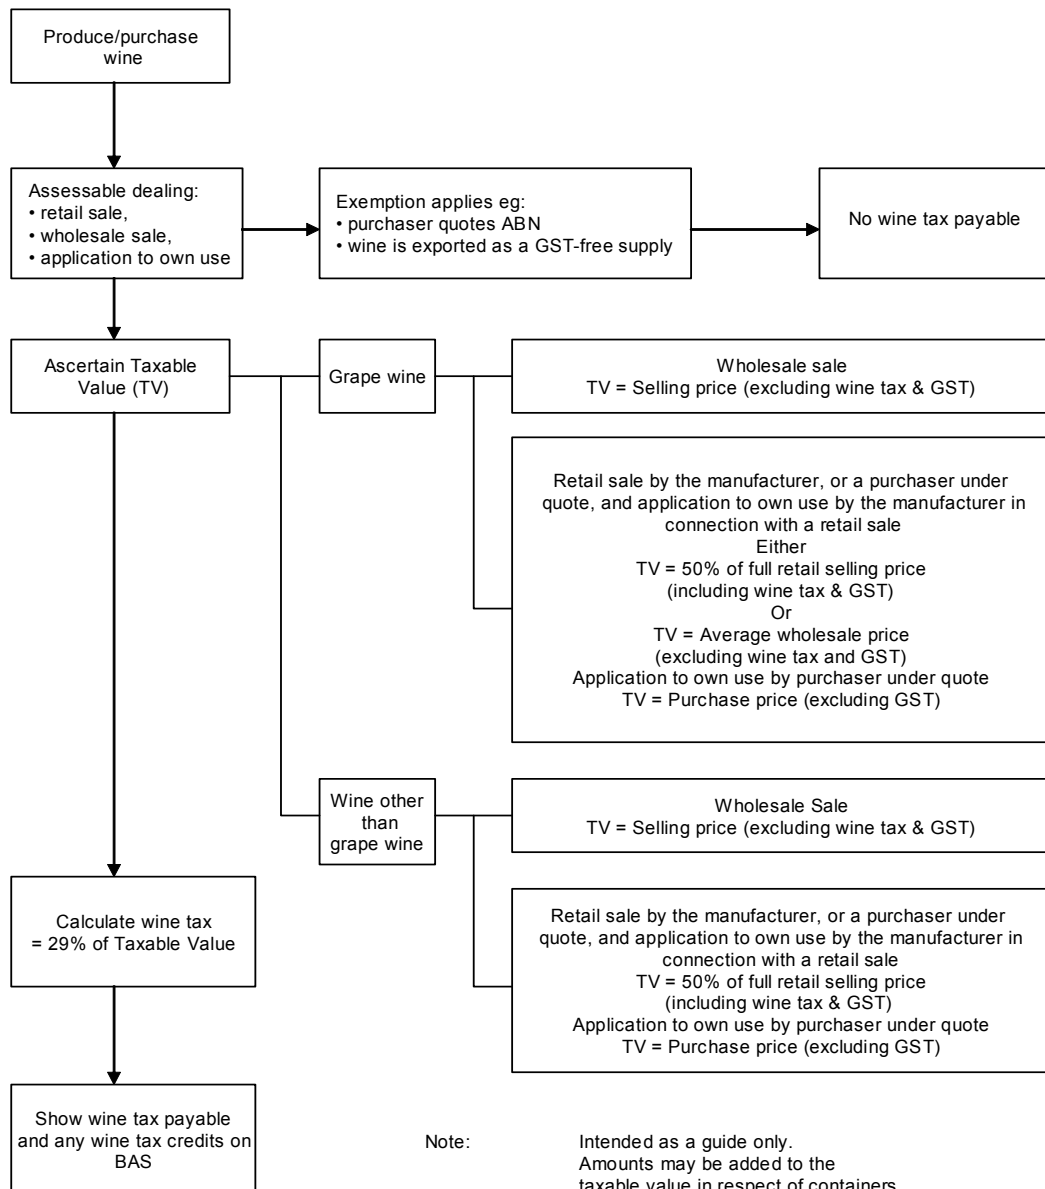 Produce/purchase
wine
Assessable dealing:
• retail sale,
• wholesale sale,
• application to own use
Exemption applies eg:
• purchaser quotes ABN
• wine is exported as a GST-free supply
No wine tax payable
Ascertain Taxable
Value (TV)
Grape wine
Wholesale sale
TV = Selling price (excluding wine tax & GST)
Retail sale by the manufacturer, or a purchaser under
quote, and application to own use by the manufacturer in
connection with a retail sale
Either
TV = 50% of full retail selling price
(including wine tax & GST)
Or
TV = Average wholesale price
(excluding wine tax and GST)
Application to own use by purchaser under quote
TV = Purchase price (excluding GST)
Wine other
than
grape wine
Wholesale Sale
TV = Selling price (excluding wine tax & GST)
Retail sale by the manufacturer, or a purchaser under
quote, and application to own use by the manufacturer in
connection with a retail sale
TV = 50% of full retail selling price
(including wine tax & GST)
Application to own use by purchaser under quote
TV = Purchase price (excluding GST)
Calculate wine tax
= 29% of Taxable Value
Show wine tax payable
and any wine tax credits on
BAS
Note:
Intended as a guide only.
Amounts may be added to the
taxable value in respect of containers